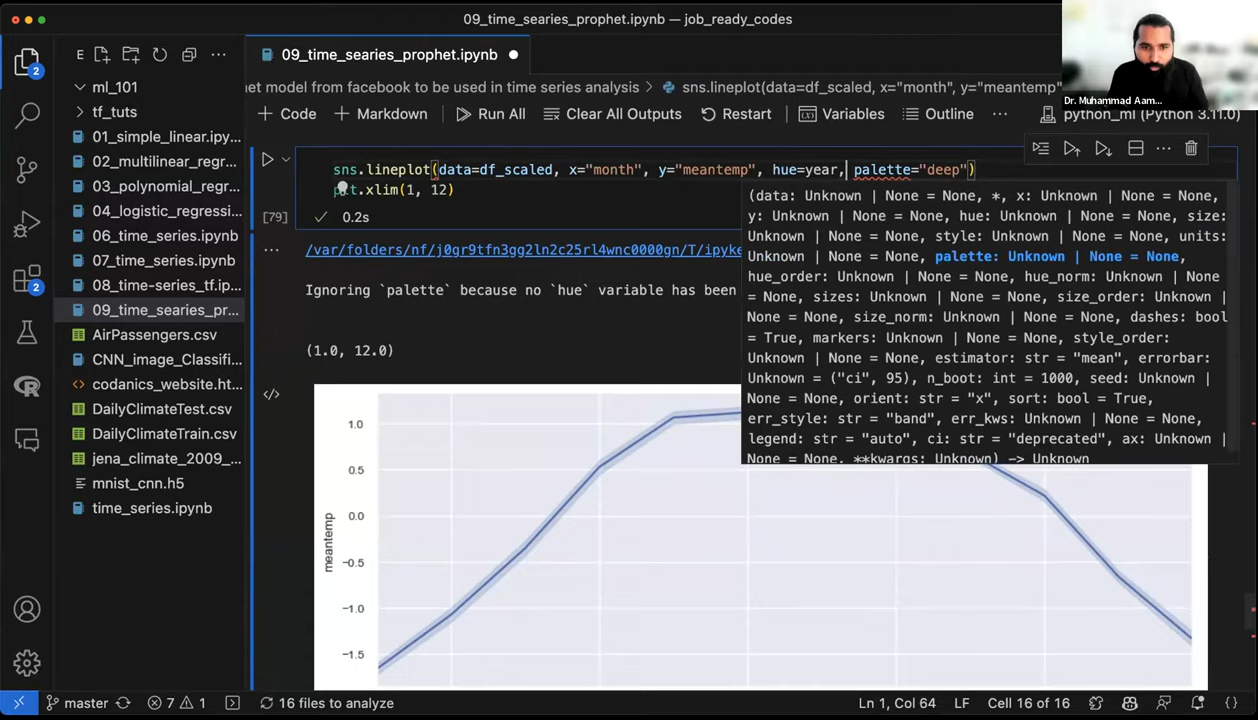 09_time_searies_prophet.ipynb — job_ready_codes
E
09_time_searies_prophet.ipynb
Dr. Muhammad Aam...
ml_101
net model from facebook to be used in time series analysis > sns.lineplot(data=df_scaled, x="month", y="meantemp"
tf_tuts
+ Code + Markdown Run All Clear All Outputs Restart Variables Outline ... python_ml (Python 3.11.0)
01_simple_linear.ipy...
02_multilinear_regr...
03_polynomial_regr...
04_logistic_regressi...
06_time_series.ipynb
07_time_series.ipynb
08_time-series_tf.ip...
09_time_searies_pr...
AirPassengers.csv
CNN_image_Classifi...
codanics_website.ht...
DailyClimateTest.csv
DailyClimateTrain.csv
jena_climate_2009_...
mnist_cnn.h5
time_series.ipynb
2
2
sns.lineplot(data=df_scaled, x="month", y="meantemp", hue=year, palette="deep")
plt.xlim(1, 12)
[79]
0.2s
(data: Unknown | None = None, *, x: Unknown | None = None,
y: Unknown | None = None, hue: Unknown | None = None, size:
Unknown | None = None, style: Unknown | None = None, units:
Unknown | None = None, palette: Unknown | None = None,
hue_order: Unknown | None = None, hue_norm: Unknown | None
= None, sizes: Unknown | None = None, size_order: Unknown |
None = None, size_norm: Unknown | None = None, dashes: bool
= True, markers: Unknown | None = None, style_order:
Unknown | None = None, estimator: str = "mean", errorbar:
Unknown = ("ci", 95), n_boot: int = 1000, seed: Unknown |
None = None, orient: str = "x", sort: bool = True,
err_style: str = "band", err_kws: Unknown | None = None,
legend: str = "auto", ci: str = "deprecated", ax: Unknown |
None = None, **kwargs: Unknown) -> Unknown
/var/folders/nf/j0gr9tfn3gg2ln2c25rl4wnc0000gn/T/ipyke
Ignoring `palette` because no `hue` variable has been
(1.0, 12.0)
1.0
0.5
0.0
−0.5
−1.0
−1.5
meantemp
master 7 1 16 files to analyze Ln 1, Col 64 LF Cell 16 of 16